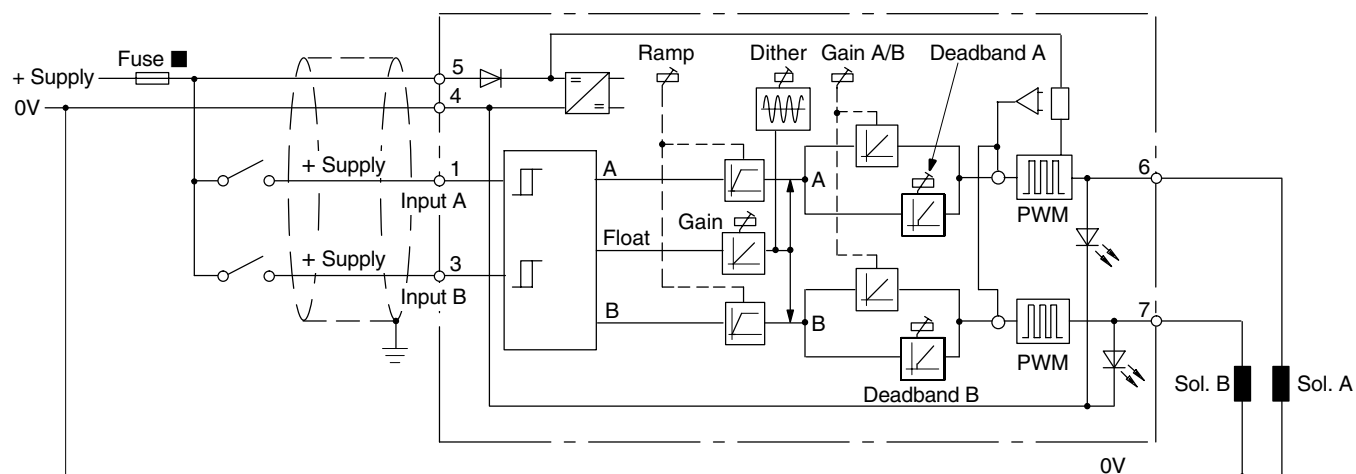 Fuse
+ Supply
0V
5
4
Ramp
Dither
Gain A/B
Deadband A
=
=
+ Supply
1
Input A
A
A
6
PWM
Gain
Float
+ Supply
3
Input B
B
B
7
PWM
Deadband B
Sol. B
Sol. A
0V